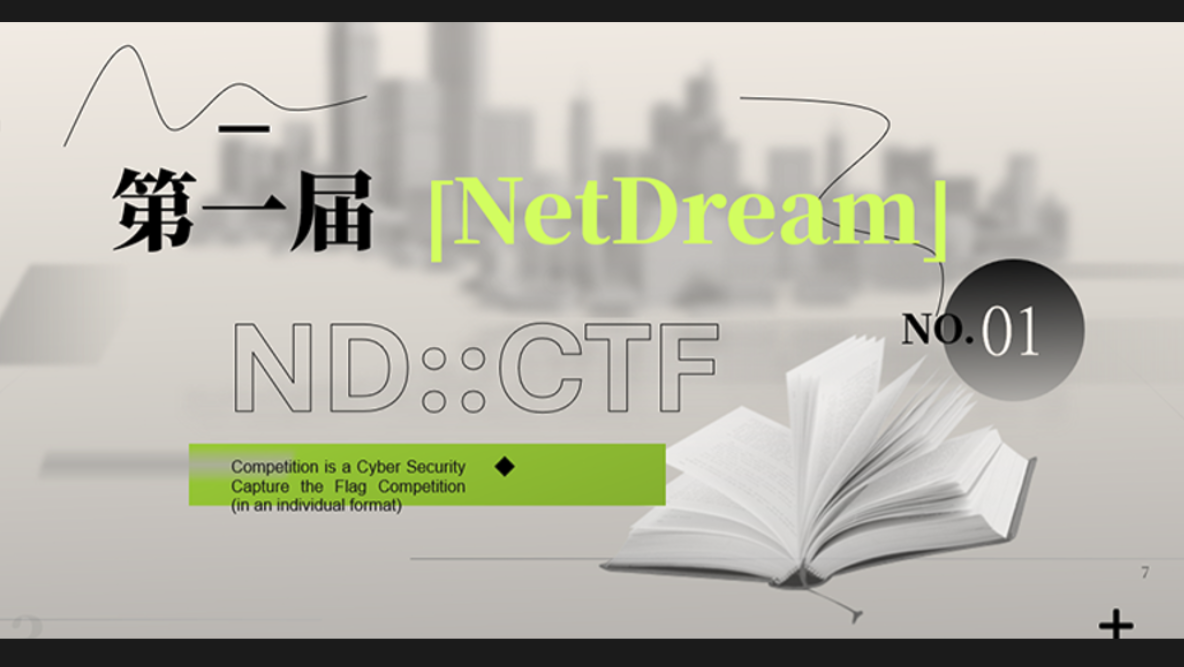 第一届 [NetDream]
NO. 01
ND::CTF
Competition is a Cyber Security
Capture the Flag Competition
(in an individual format)
7
2